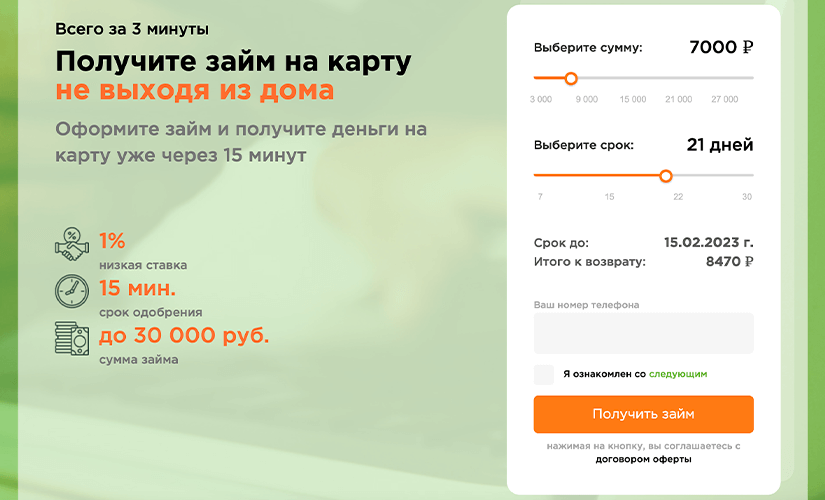 Всего за 3 минуты
Получите займ на карту
не выходя из дома
Оформите займ и получите деньги на
карту уже через 15 минут
1%
низкая ставка
15 мин.
срок одобрения
до 30 000 руб.
сумма займа
Выберите сумму: 7000 ₽
3 000 9 000 15 000 21 000 27 000
Выберите срок: 21 дней
7 15 22 30
Срок до: 15.02.2023 г.
Итого к возврату: 8470 ₽
Ваш номер телефона
Я ознакомлен со следующим
Получить займ
нажимая на кнопку, вы соглашаетесь с
договором оферты